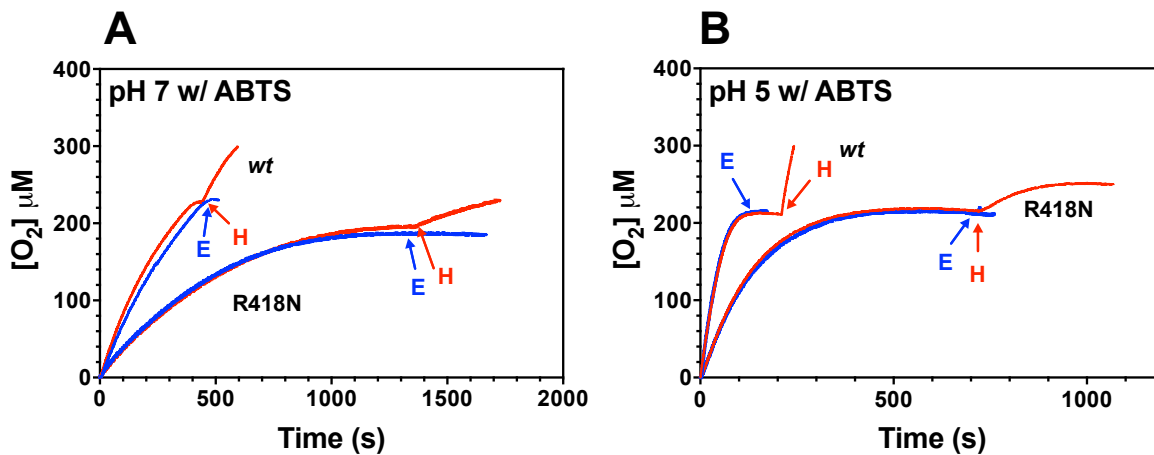 A
pH 7 w/ ABTS
[O₂] μM
400
300
200
100
0
wt
E
H
R418N
E
H
0
500
1000
1500
2000
Time (s)
B
pH 5 w/ ABTS
[O₂] μM
400
300
200
100
0
E
H
wt
R418N
E
H
0
500
1000
Time (s)